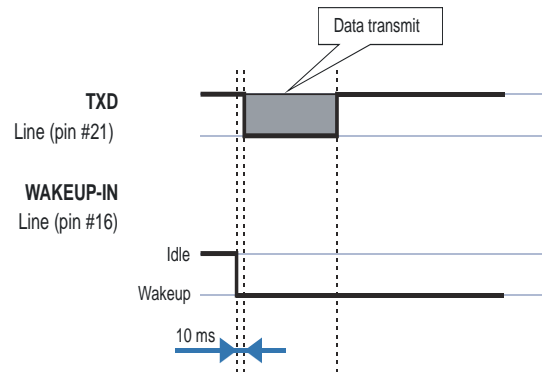 Data transmit
TXD
Line (pin #21)
WAKEUP-IN
Line (pin #16)
Idle
Wakeup
10 ms